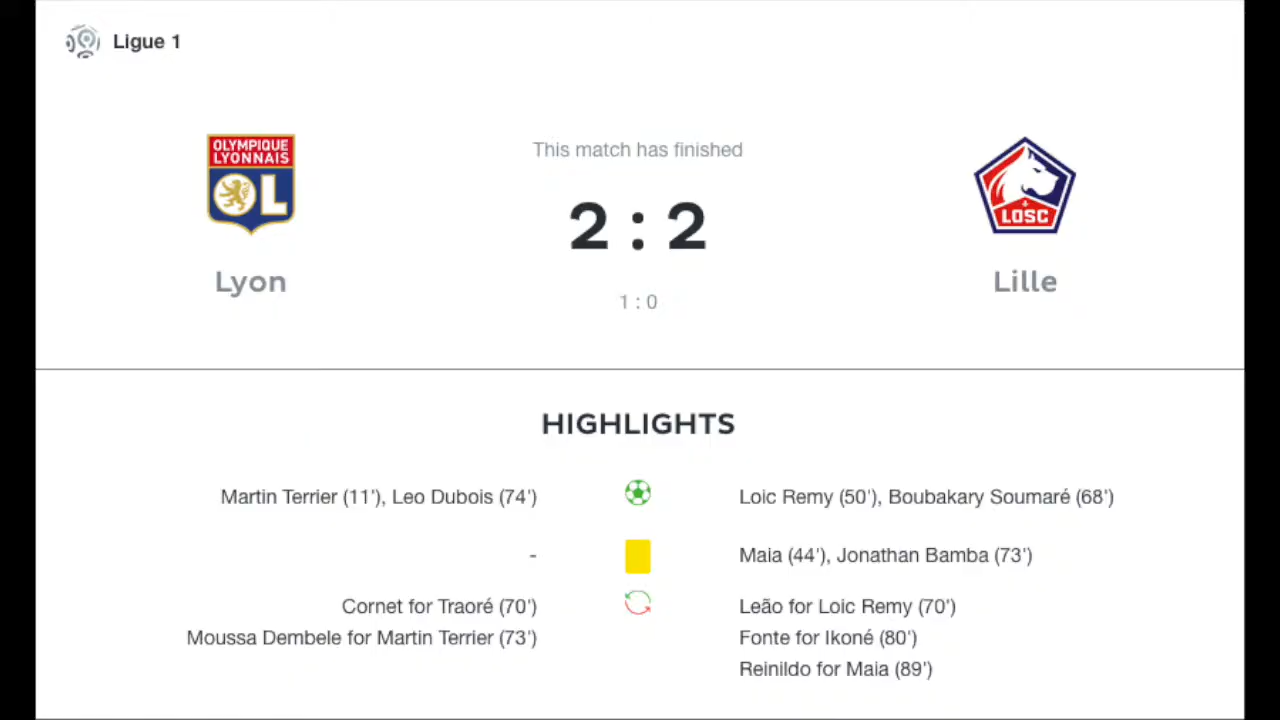 Ligue 1
OLYMPIQUE
LYONNAIS
OL
LOSC
This match has finished
2 : 2
Lyon
Lille
1 : 0
HIGHLIGHTS
Martin Terrier (11'), Leo Dubois (74')
Loic Remy (50'), Boubakary Soumaré (68')
-
Maia (44'), Jonathan Bamba (73')
Cornet for Traoré (70')
Leão for Loic Remy (70')
Moussa Dembele for Martin Terrier (73')
Fonte for Ikoné (80')
Reinildo for Maia (89')